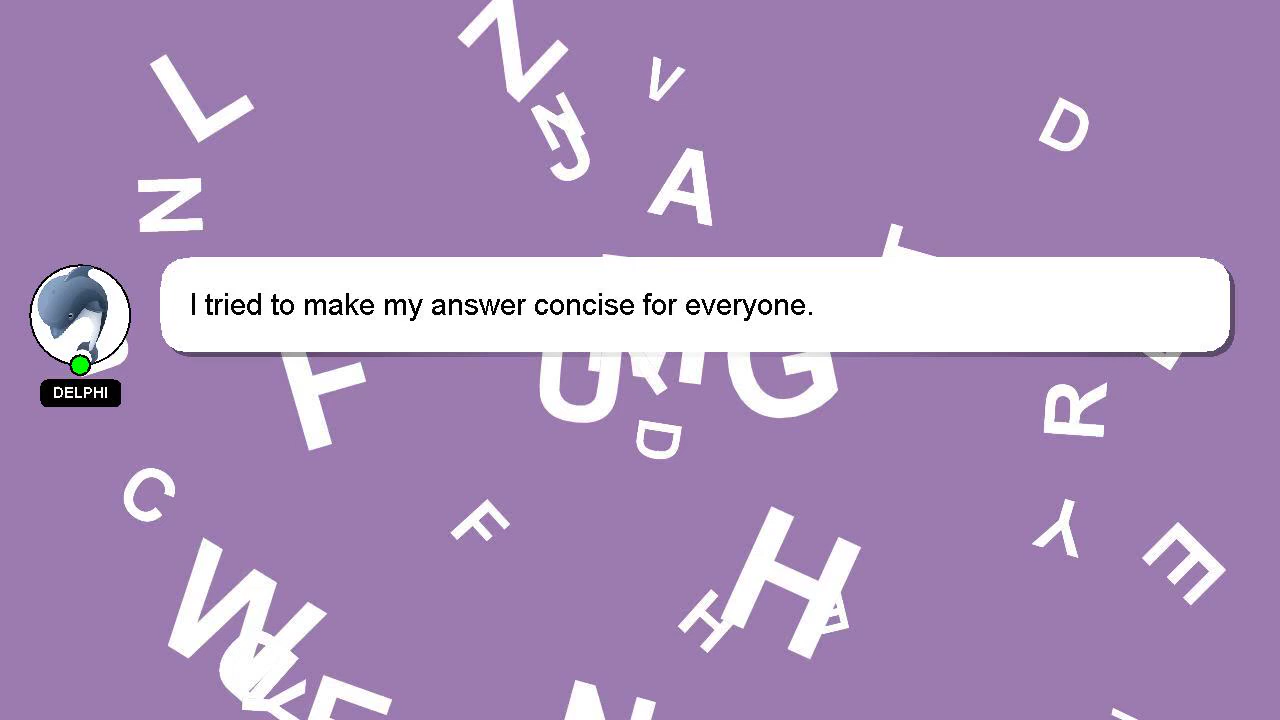 I tried to make my answer concise for everyone.
DELPHI
L
N
V
N
J
D
A
N
F
U
G
D
R
C
F
Y
E
H
W
H